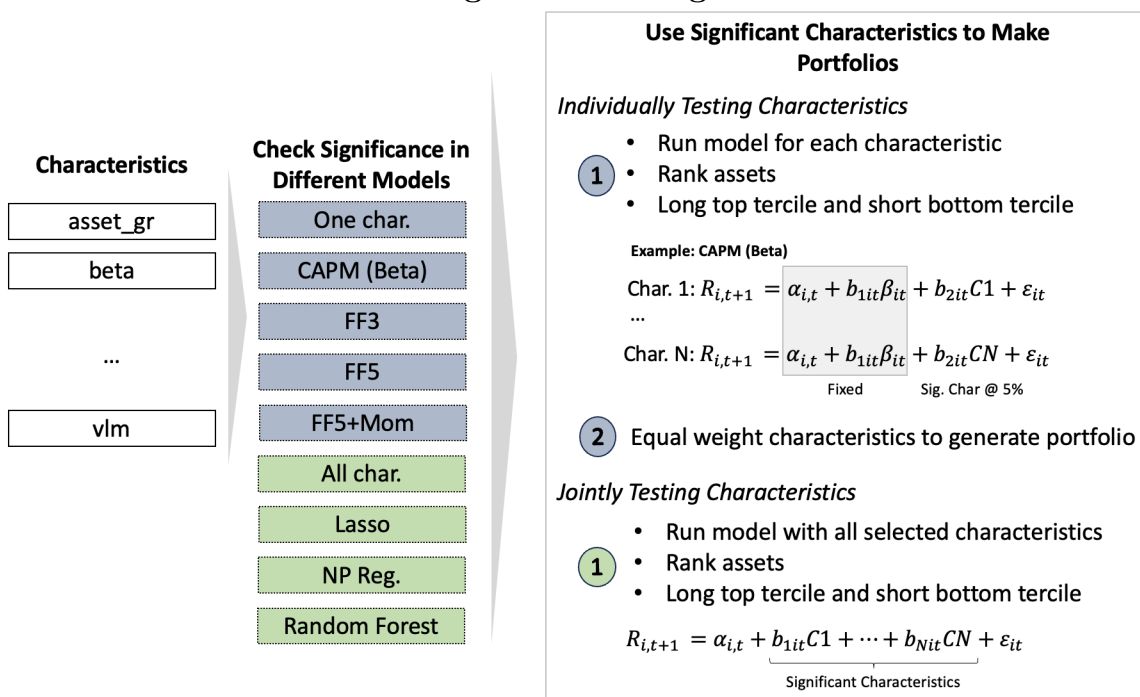 Characteristics
asset_gr
beta
...
vlm
Check Significance in
Different Models
One char.
CAPM (Beta)
FF3
FF5
FF5+Mom
All char.
Lasso
NP Reg.
Random Forest
Use Significant Characteristics to Make
Portfolios
Individually Testing Characteristics
1
• Run model for each characteristic
• Rank assets
• Long top tercile and short bottom tercile
Example: CAPM (Beta)
Char. 1: R_{i,t+1} = α_{i,t} + b_{1it}β_{it} + b_{2it}C1 + ε_{it}
...
Char. N: R_{i,t+1} = α_{i,t} + b_{1it}β_{it} + b_{2it}CN + ε_{it}
Fixed Sig. Char @ 5%
2 Equal weight characteristics to generate portfolio
Jointly Testing Characteristics
1
• Run model with all selected characteristics
• Rank assets
• Long top tercile and short bottom tercile
R_{i,t+1} = α_{i,t} + b_{1it}C1 + ⋯ + b_{Nit}CN + ε_{it}
Significant Characteristics